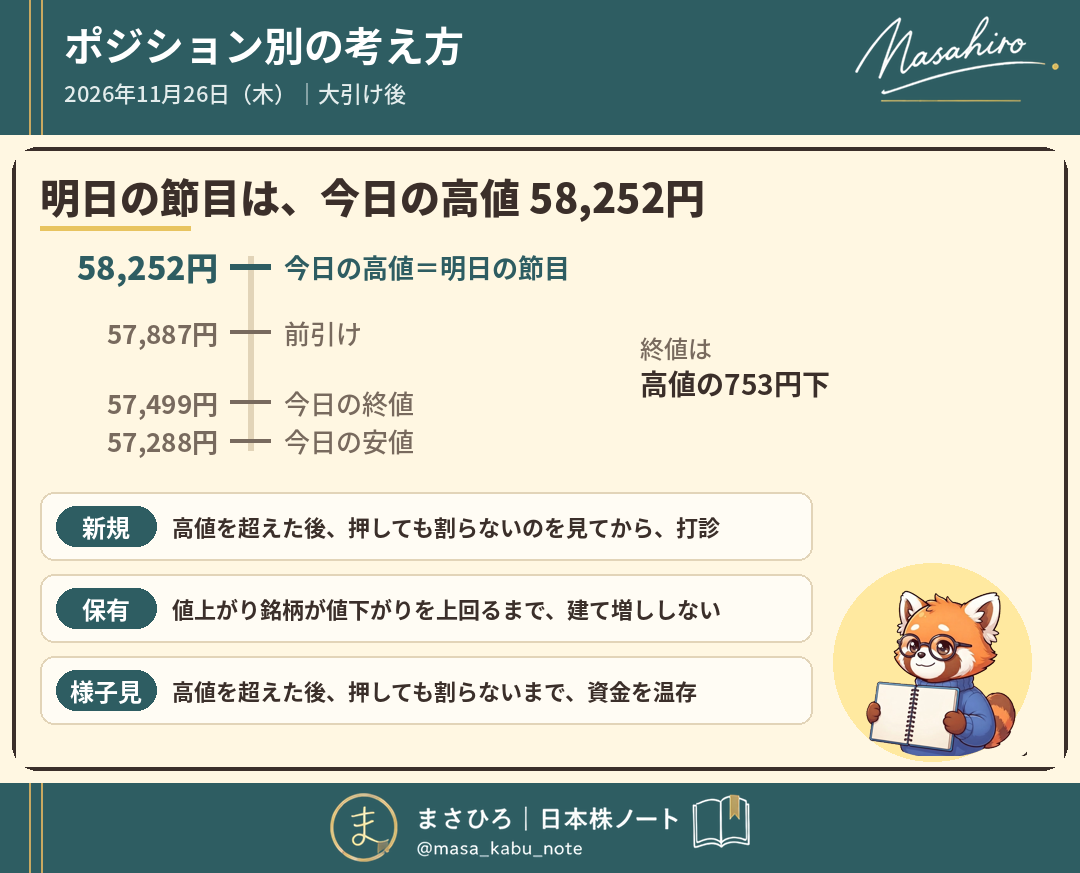 ポジション別の考え方
2026年11月26日（木）｜大引け後
Masahiro
明日の節目は、今日の高値 58,252円
58,252円 今日の高値＝明日の節目
57,887円 前引け
終値は
高値の753円下
57,499円 今日の終値
57,288円 今日の安値
新規 高値を超えた後、押しても割らないのを見てから、打診
保有 値上がり銘柄が値下がりを上回るまで、建て増ししない
様子見 高値を超えた後、押しても割らないまで、資金を温存
ま
まさひろ｜日本株ノート
@masa_kabu_note